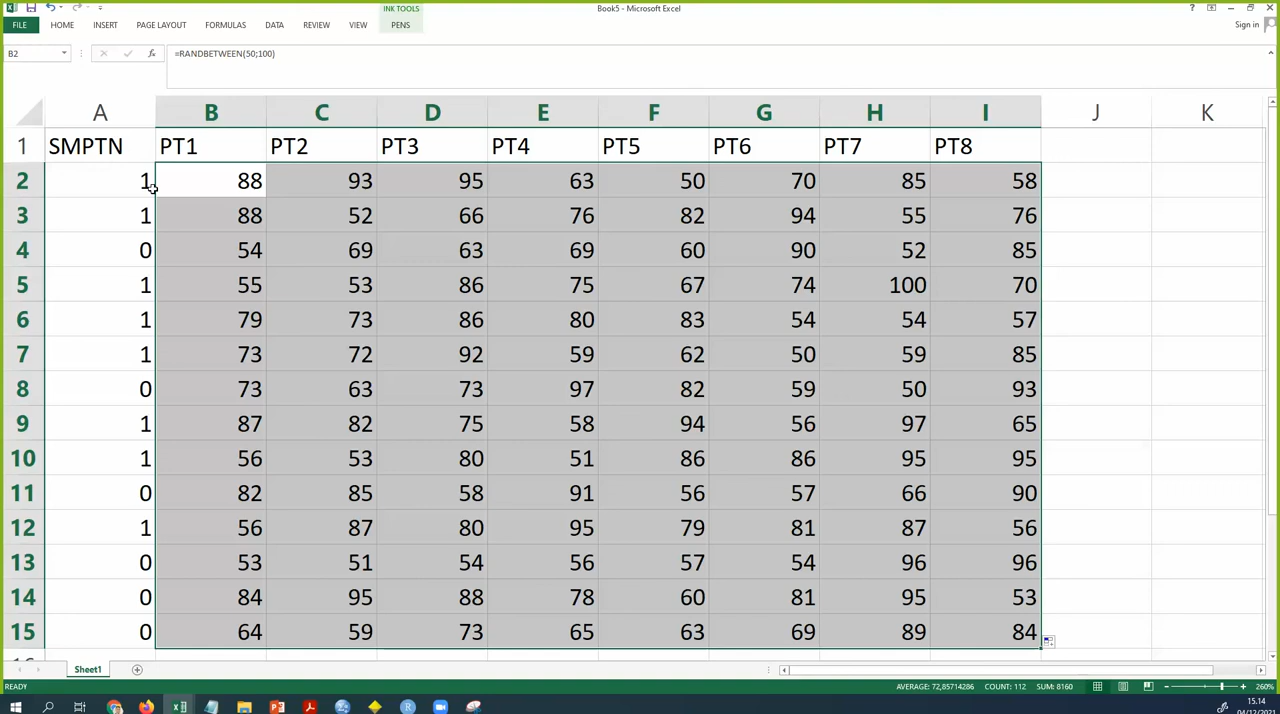 INK TOOLS
Book5 - Microsoft Excel
FILE HOME INSERT PAGE LAYOUT FORMULAS DATA REVIEW VIEW PENS Sign in
B2 fx =RANDBETWEEN(50;100)
A B C D E F G H I J K
1 SMPTN PT1 PT2 PT3 PT4 PT5 PT6 PT7 PT8
2 1 88 93 95 63 50 70 85 58
3 1 88 52 66 76 82 94 55 76
4 0 54 69 63 69 60 90 52 85
5 1 55 53 86 75 67 74 100 70
6 1 79 73 86 80 83 54 54 57
7 1 73 72 92 59 62 50 59 85
8 0 73 63 73 97 82 59 50 93
9 1 87 82 75 58 94 56 97 65
10 1 56 53 80 51 86 86 95 95
11 0 82 85 58 91 56 57 66 90
12 1 56 87 80 95 79 81 87 56
13 0 53 51 54 56 57 54 96 96
14 0 84 95 88 78 60 81 95 53
15 0 64 59 73 65 63 69 89 84
Sheet1
READY AVERAGE: 72,85714286 COUNT: 112 SUM: 8160 260%
15.14
04/12/2021